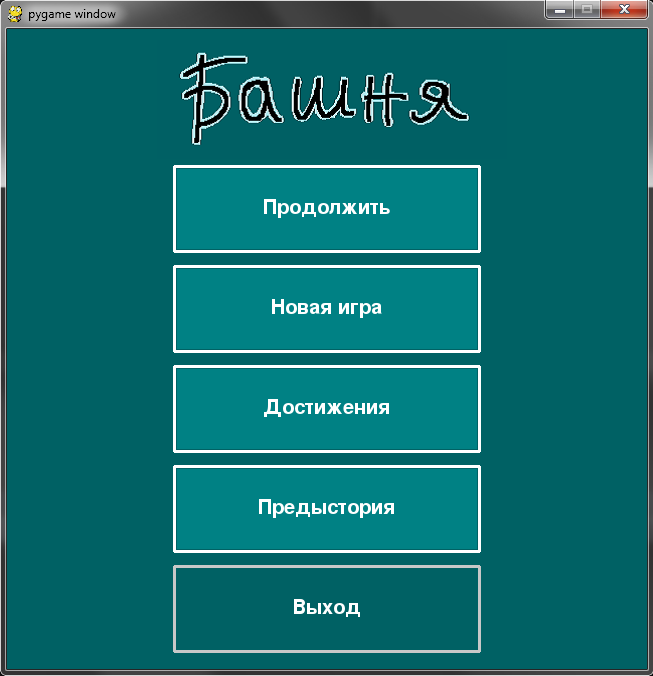 pygame window
Башня
Продолжить
Новая игра
Достижения
Предыстория
Выход